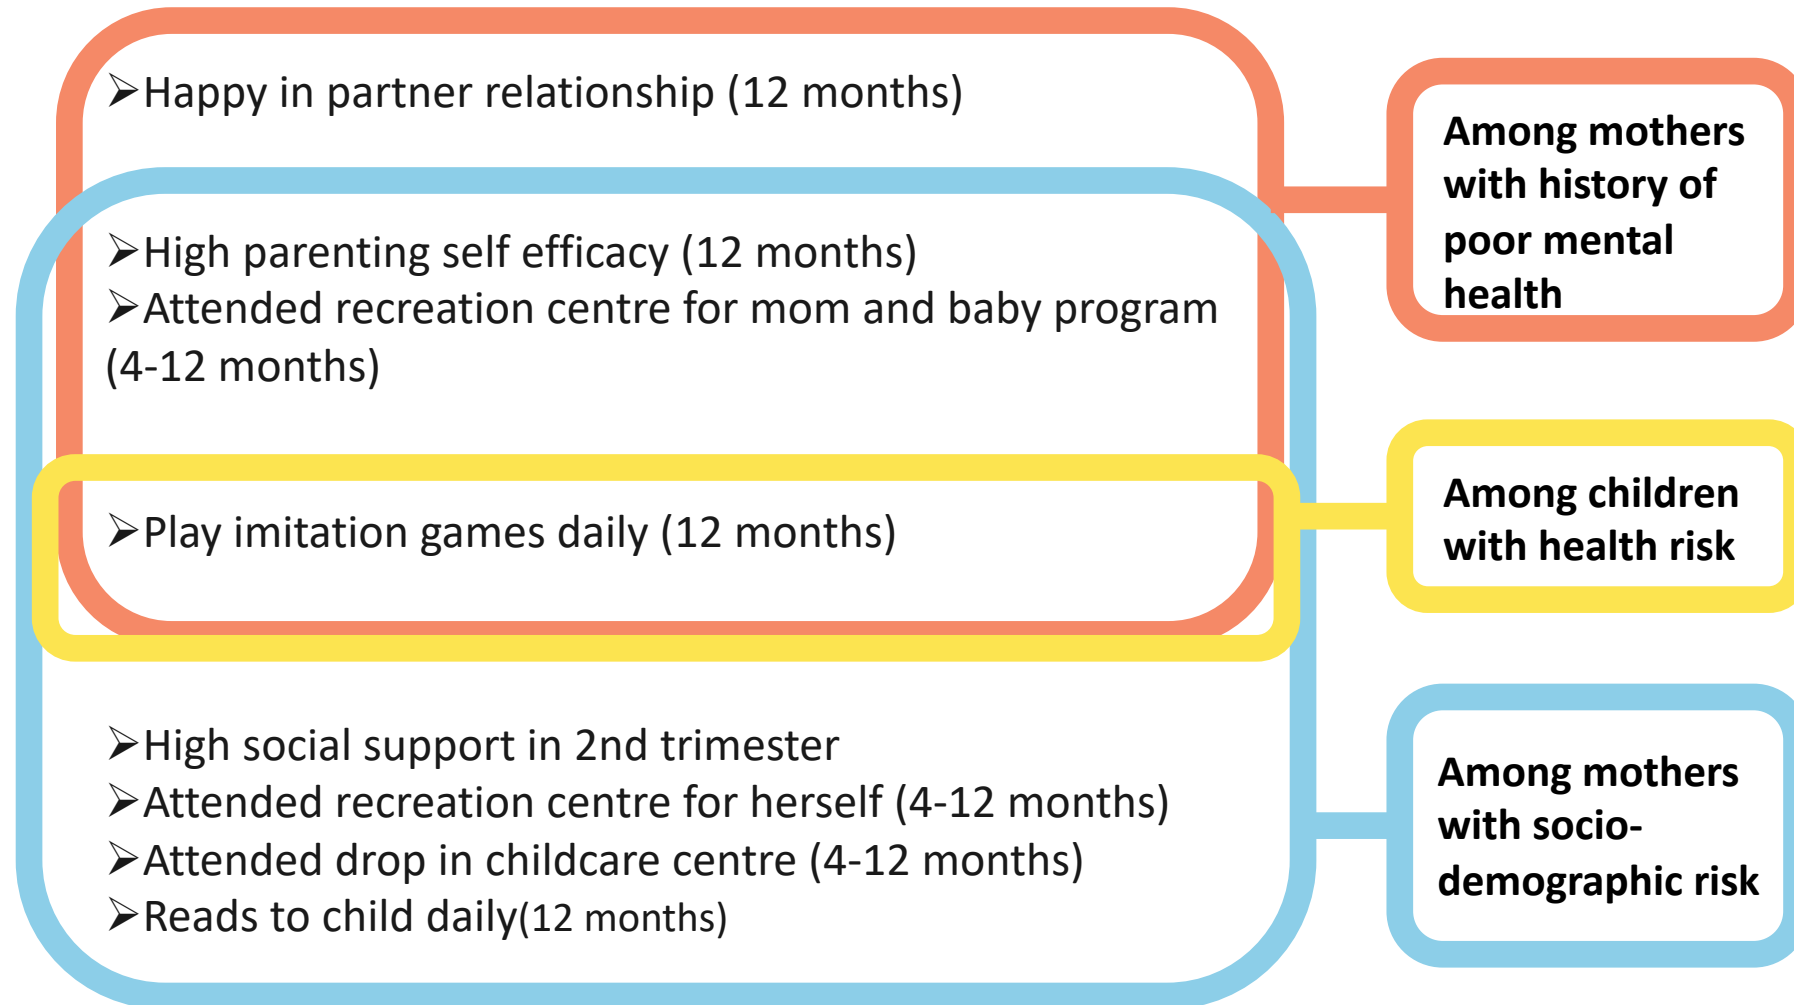 ➢Happy in partner relationship (12 months)
➢High parenting self efficacy (12 months)
➢Attended recreation centre for mom and baby program
(4-12 months)
➢Play imitation games daily (12 months)
➢High social support in 2nd trimester
➢Attended recreation centre for herself (4-12 months)
➢Attended drop in childcare centre (4-12 months)
➢Reads to child daily(12 months)
Among mothers
with history of
poor mental
health
Among children
with health risk
Among mothers
with socio-
demographic risk